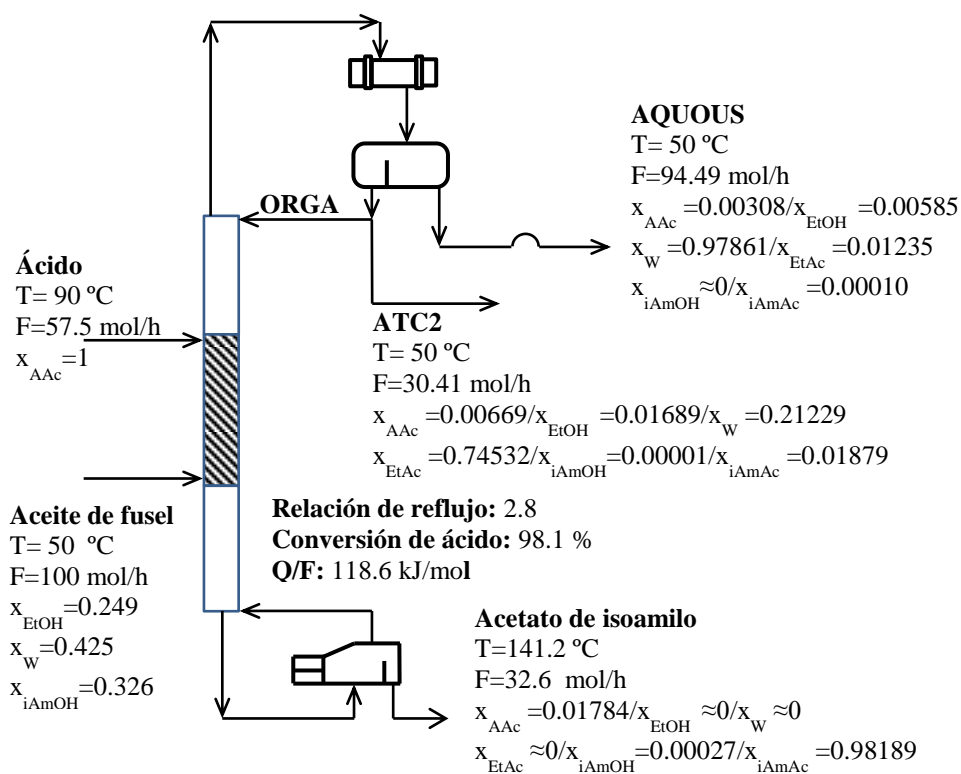 AQUOUS
T= 50 ºC
F=94.49 mol/h
x_AAc =0.00308/x_EtOH =0.00585
x_W =0.97861/x_EtAc =0.01235
x_iAmOH ≈0/x_iAmAc =0.00010
ORGA
Ácido
T= 90 ºC
F=57.5 mol/h
x_AAc =1
ATC2
T= 50 ºC
F=30.41 mol/h
x_AAc =0.00669/x_EtOH =0.01689/x_W =0.21229
x_EtAc =0.74532/x_iAmOH =0.00001/x_iAmAc =0.01879
Relación de reflujo: 2.8
Conversión de ácido: 98.1 %
Q/F: 118.6 kJ/mol
Aceite de fusel
T= 50 ºC
F=100 mol/h
x_EtOH =0.249
x_W =0.425
x_iAmOH =0.326
Acetato de isoamilo
T=141.2 ºC
F=32.6 mol/h
x_AAc =0.01784/x_EtOH ≈0/x_W ≈0
x_EtAc ≈0/x_iAmOH =0.00027/x_iAmAc =0.98189